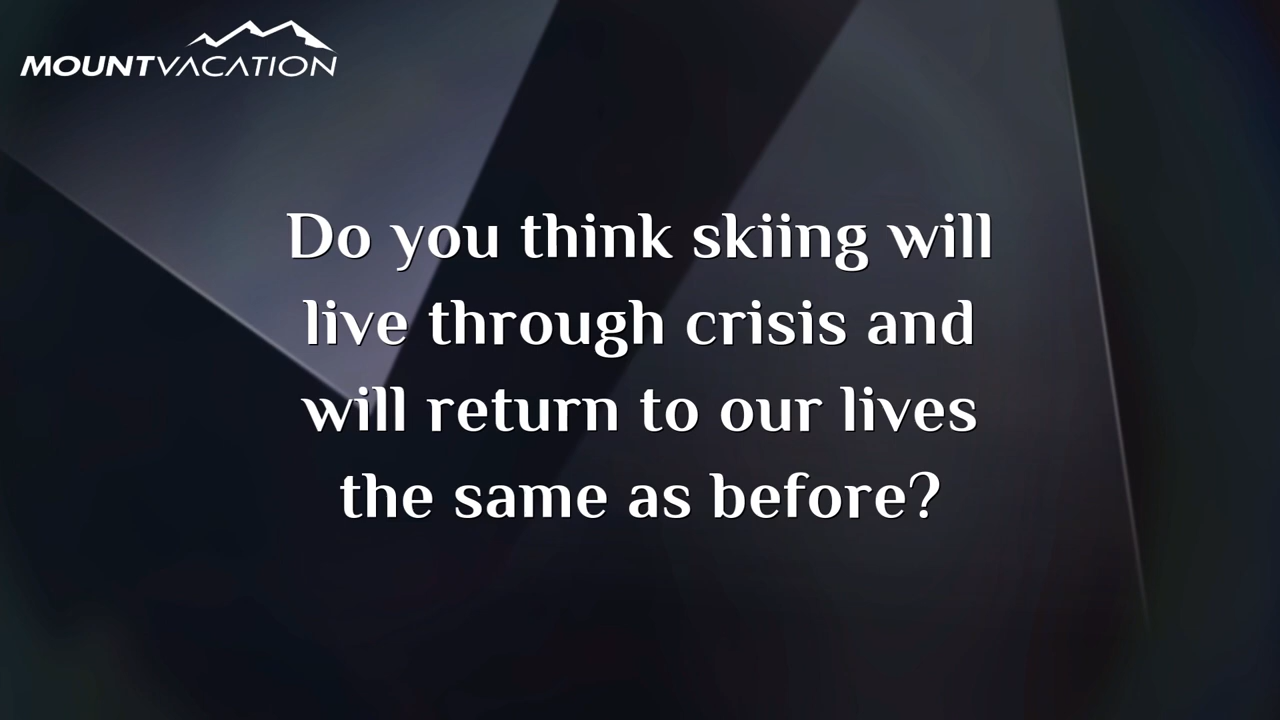 MOUNTVACATION
Do you think skiing will
live through crisis and
will return to our lives
the same as before?